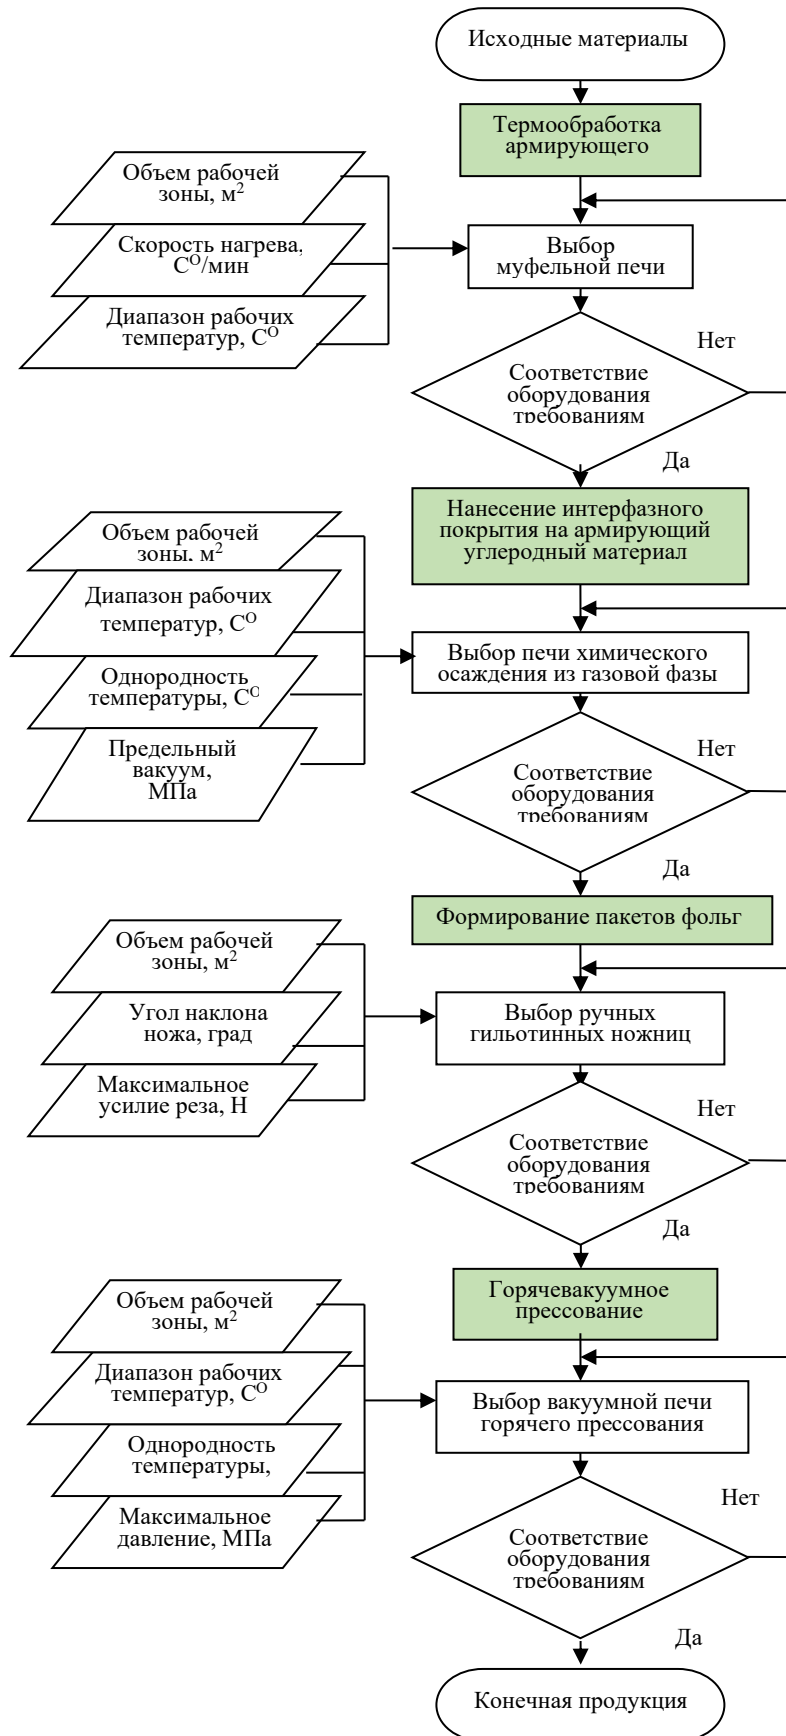 Исходные материалы
Термообработка
армирующего
Объем рабочей
зоны, м²
Скорость нагрева,
Сᴼ/мин
Диапазон рабочих
температур, Сᴼ
Выбор
муфельной печи
Нет
Соответствие
оборудования
требованиям
Да
Нанесение интерфазного
покрытия на армирующий
углеродный материал
Объем рабочей
зоны, м²
Диапазон рабочих
температур, Сᴼ
Однородность
температуры, Сᴼ
Предельный
вакуум,
МПа
Выбор печи химического
осаждения из газовой фазы
Нет
Соответствие
оборудования
требованиям
Да
Формирование пакетов фольг
Объем рабочей
зоны, м²
Угол наклона
ножа, град
Максимальное
усилие реза, Н
Выбор ручных
гильотинных ножниц
Нет
Соответствие
оборудования
требованиям
Да
Горячевакуумное
прессование
Объем рабочей
зоны, м²
Диапазон рабочих
температур, Сᴼ
Однородность
температуры,
Максимальное
давление, МПа
Выбор вакуумной печи
горячего прессования
Нет
Соответствие
оборудования
требованиям
Да
Конечная продукция